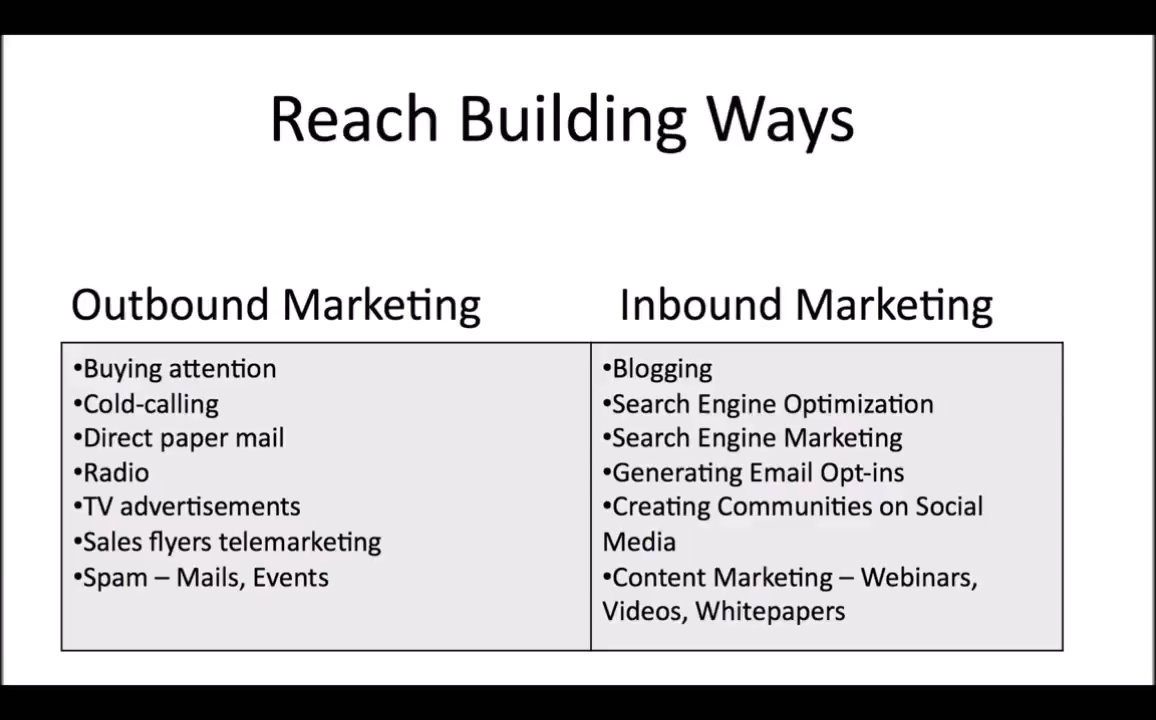 Reach Building Ways
Outbound Marketing
•Buying attention
•Cold-calling
•Direct paper mail
•Radio
•TV advertisements
•Sales flyers telemarketing
•Spam – Mails, Events
Inbound Marketing
•Blogging
•Search Engine Optimization
•Search Engine Marketing
•Generating Email Opt-ins
•Creating Communities on Social
Media
•Content Marketing – Webinars,
Videos, Whitepapers